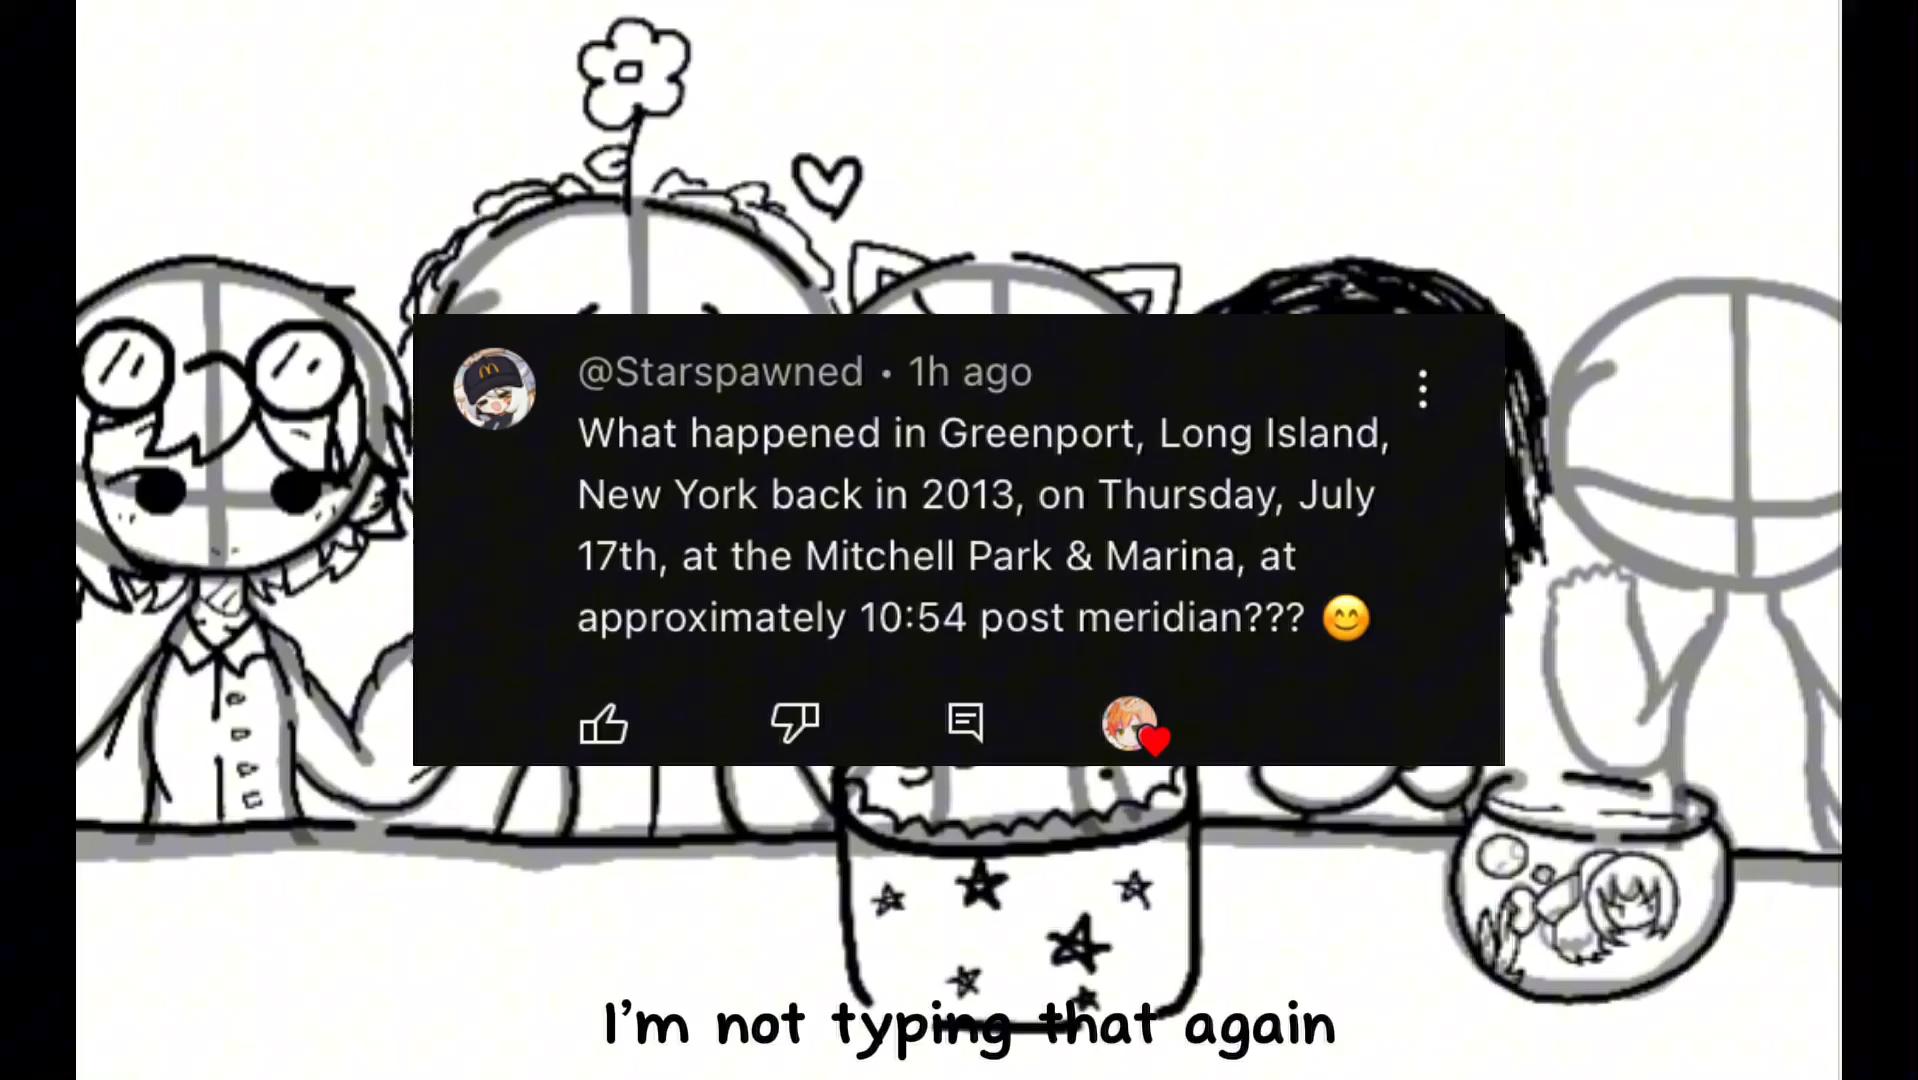 @Starspawned • 1h ago
What happened in Greenport, Long Island,
New York back in 2013, on Thursday, July
17th, at the Mitchell Park & Marina, at
approximately 10:54 post meridian??? 😊
I'm not typing that again